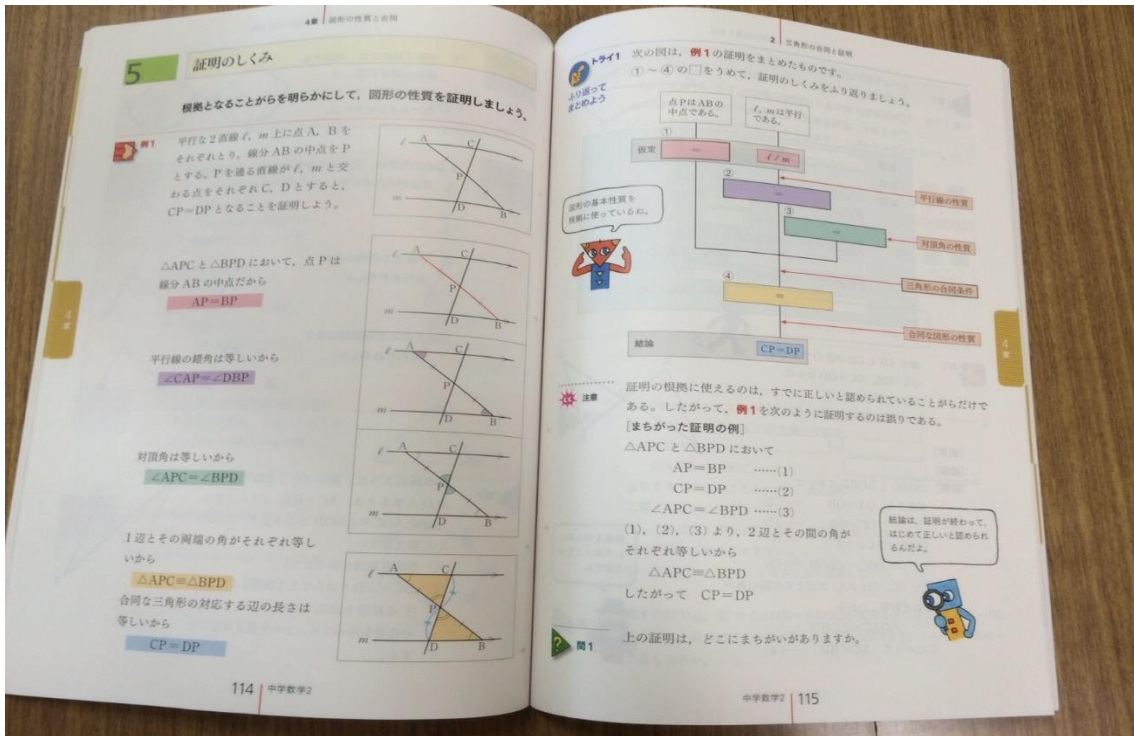 4章 図形の性質と合同
5
証明のしくみ
根拠となることがらを明らかにして，図形の性質を証明しましょう。
例1
平行な2直線ℓ，m上に点A，Bを
それぞれとり，線分ABの中点をP
とする。Pを通る直線がℓ，mと交
わる点をそれぞれC，Dとすると，
CP＝DPとなることを証明しよう。
ℓ A C
P
m D B
△APCと△BPDにおいて，点Pは
線分ABの中点だから
AP＝BP
ℓ A C
P
m D B
平行線の錯角は等しいから
∠CAP＝∠DBP
ℓ A C
P
m D B
対頂角は等しいから
∠APC＝∠BPD
ℓ A C
P
m D B
1辺とその両端の角がそれぞれ等し
いから
△APC≡△BPD
合同な三角形の対応する辺の長さは
等しいから
CP＝DP
ℓ A C
P
m D B
4章
114 中学数学2
2 三角形の合同と証明
トライ1
ふり返って
まとめよう
次の図は，例1の証明をまとめたものです。
①～④の□をうめて，証明のしくみをふり返りましょう。
点PはABの
中点である。
ℓ，mは平行
である。
仮定
①
＝
ℓ∥m
平行線の性質
②
＝
③
＝
対頂角の性質
図形の基本性質を
根拠に使っているね。
三角形の合同条件
④
＝
合同な図形の性質
結論
CP＝DP
4章
注意
証明の根拠に使えるのは，すでに正しいと認められていることがらだけで
ある。したがって，例1を次のように証明するのは誤りである。
［まちがった証明の例］
△APCと△BPDにおいて
AP＝BP ……(1)
CP＝DP ……(2)
∠APC＝∠BPD ……(3)
(1)，(2)，(3)より，2辺とその間の角が
それぞれ等しいから
△APC≡△BPD
したがって CP＝DP
結論は，証明が終わって，
はじめて正しいと認められ
るんだよ。
?
問1
上の証明は，どこにまちがいがありますか。
中学数学2 115